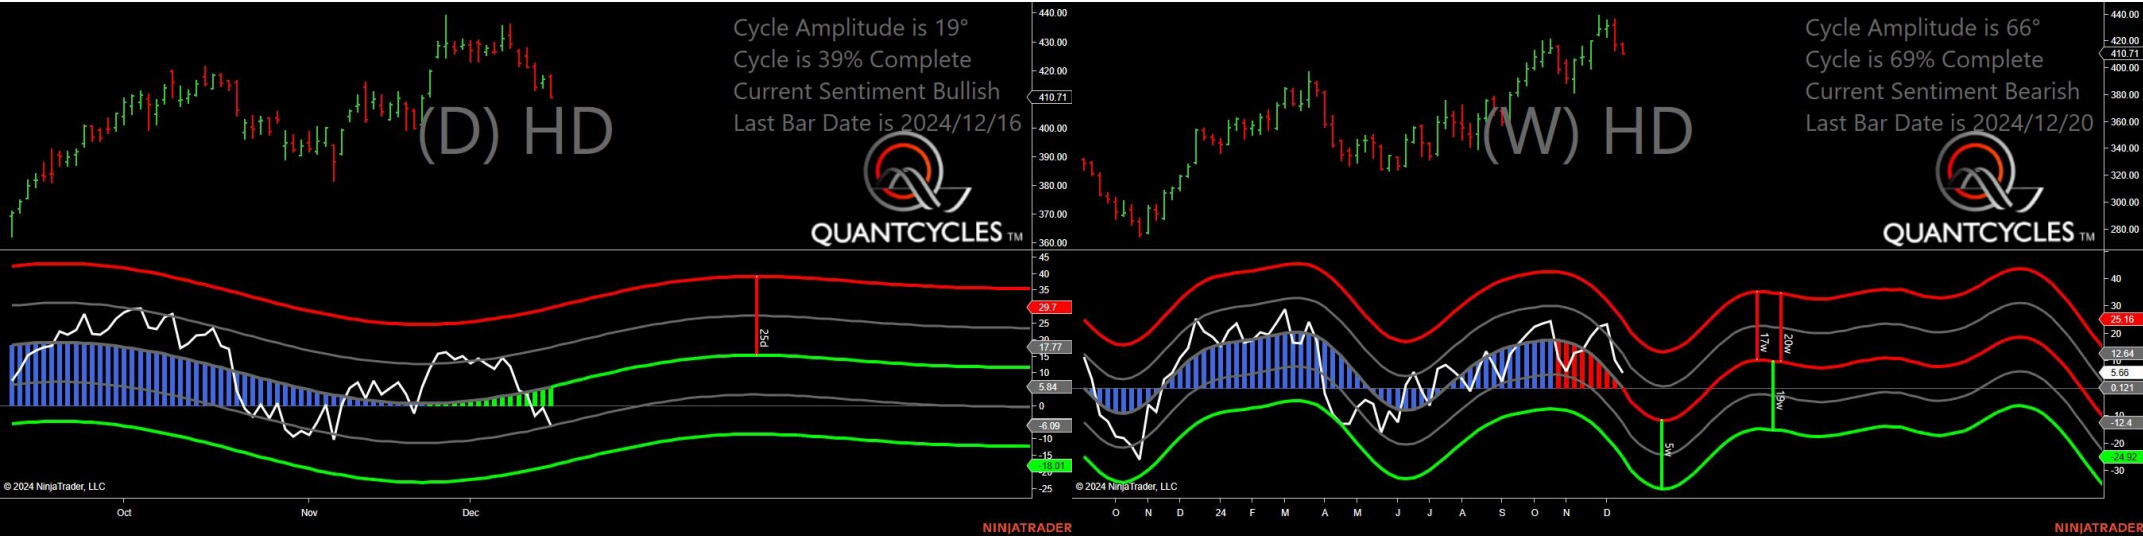 Cycle Amplitude is 19°
Cycle is 39% Complete
Current Sentiment Bullish
Last Bar Date is 2024/12/16
(D) HD
QUANTCYCLES TM
440.00
430.00
420.00
410.71
400.00
390.00
380.00
370.00
360.00
45
40
35
29.7
25
17.77
15
10
5.84
0
-6.09
-10
-15
-18.01
-25
25d
© 2024 NinjaTrader, LLC
Oct Nov Dec
NINJATRADER
Cycle Amplitude is 66°
Cycle is 69% Complete
Current Sentiment Bearish
Last Bar Date is 2024/12/20
(W) HD
QUANTCYCLES TM
440.00
420.00
410.71
400.00
380.00
360.00
340.00
320.00
300.00
280.00
40
30
25.16
20
12.64
5.66
0.121
-12.4
-20
-24.92
-30
17w
20w
19w
5w
© 2024 NinjaTrader, LLC
O N D 24 F M A M J J A S O N D
NINJATRADER